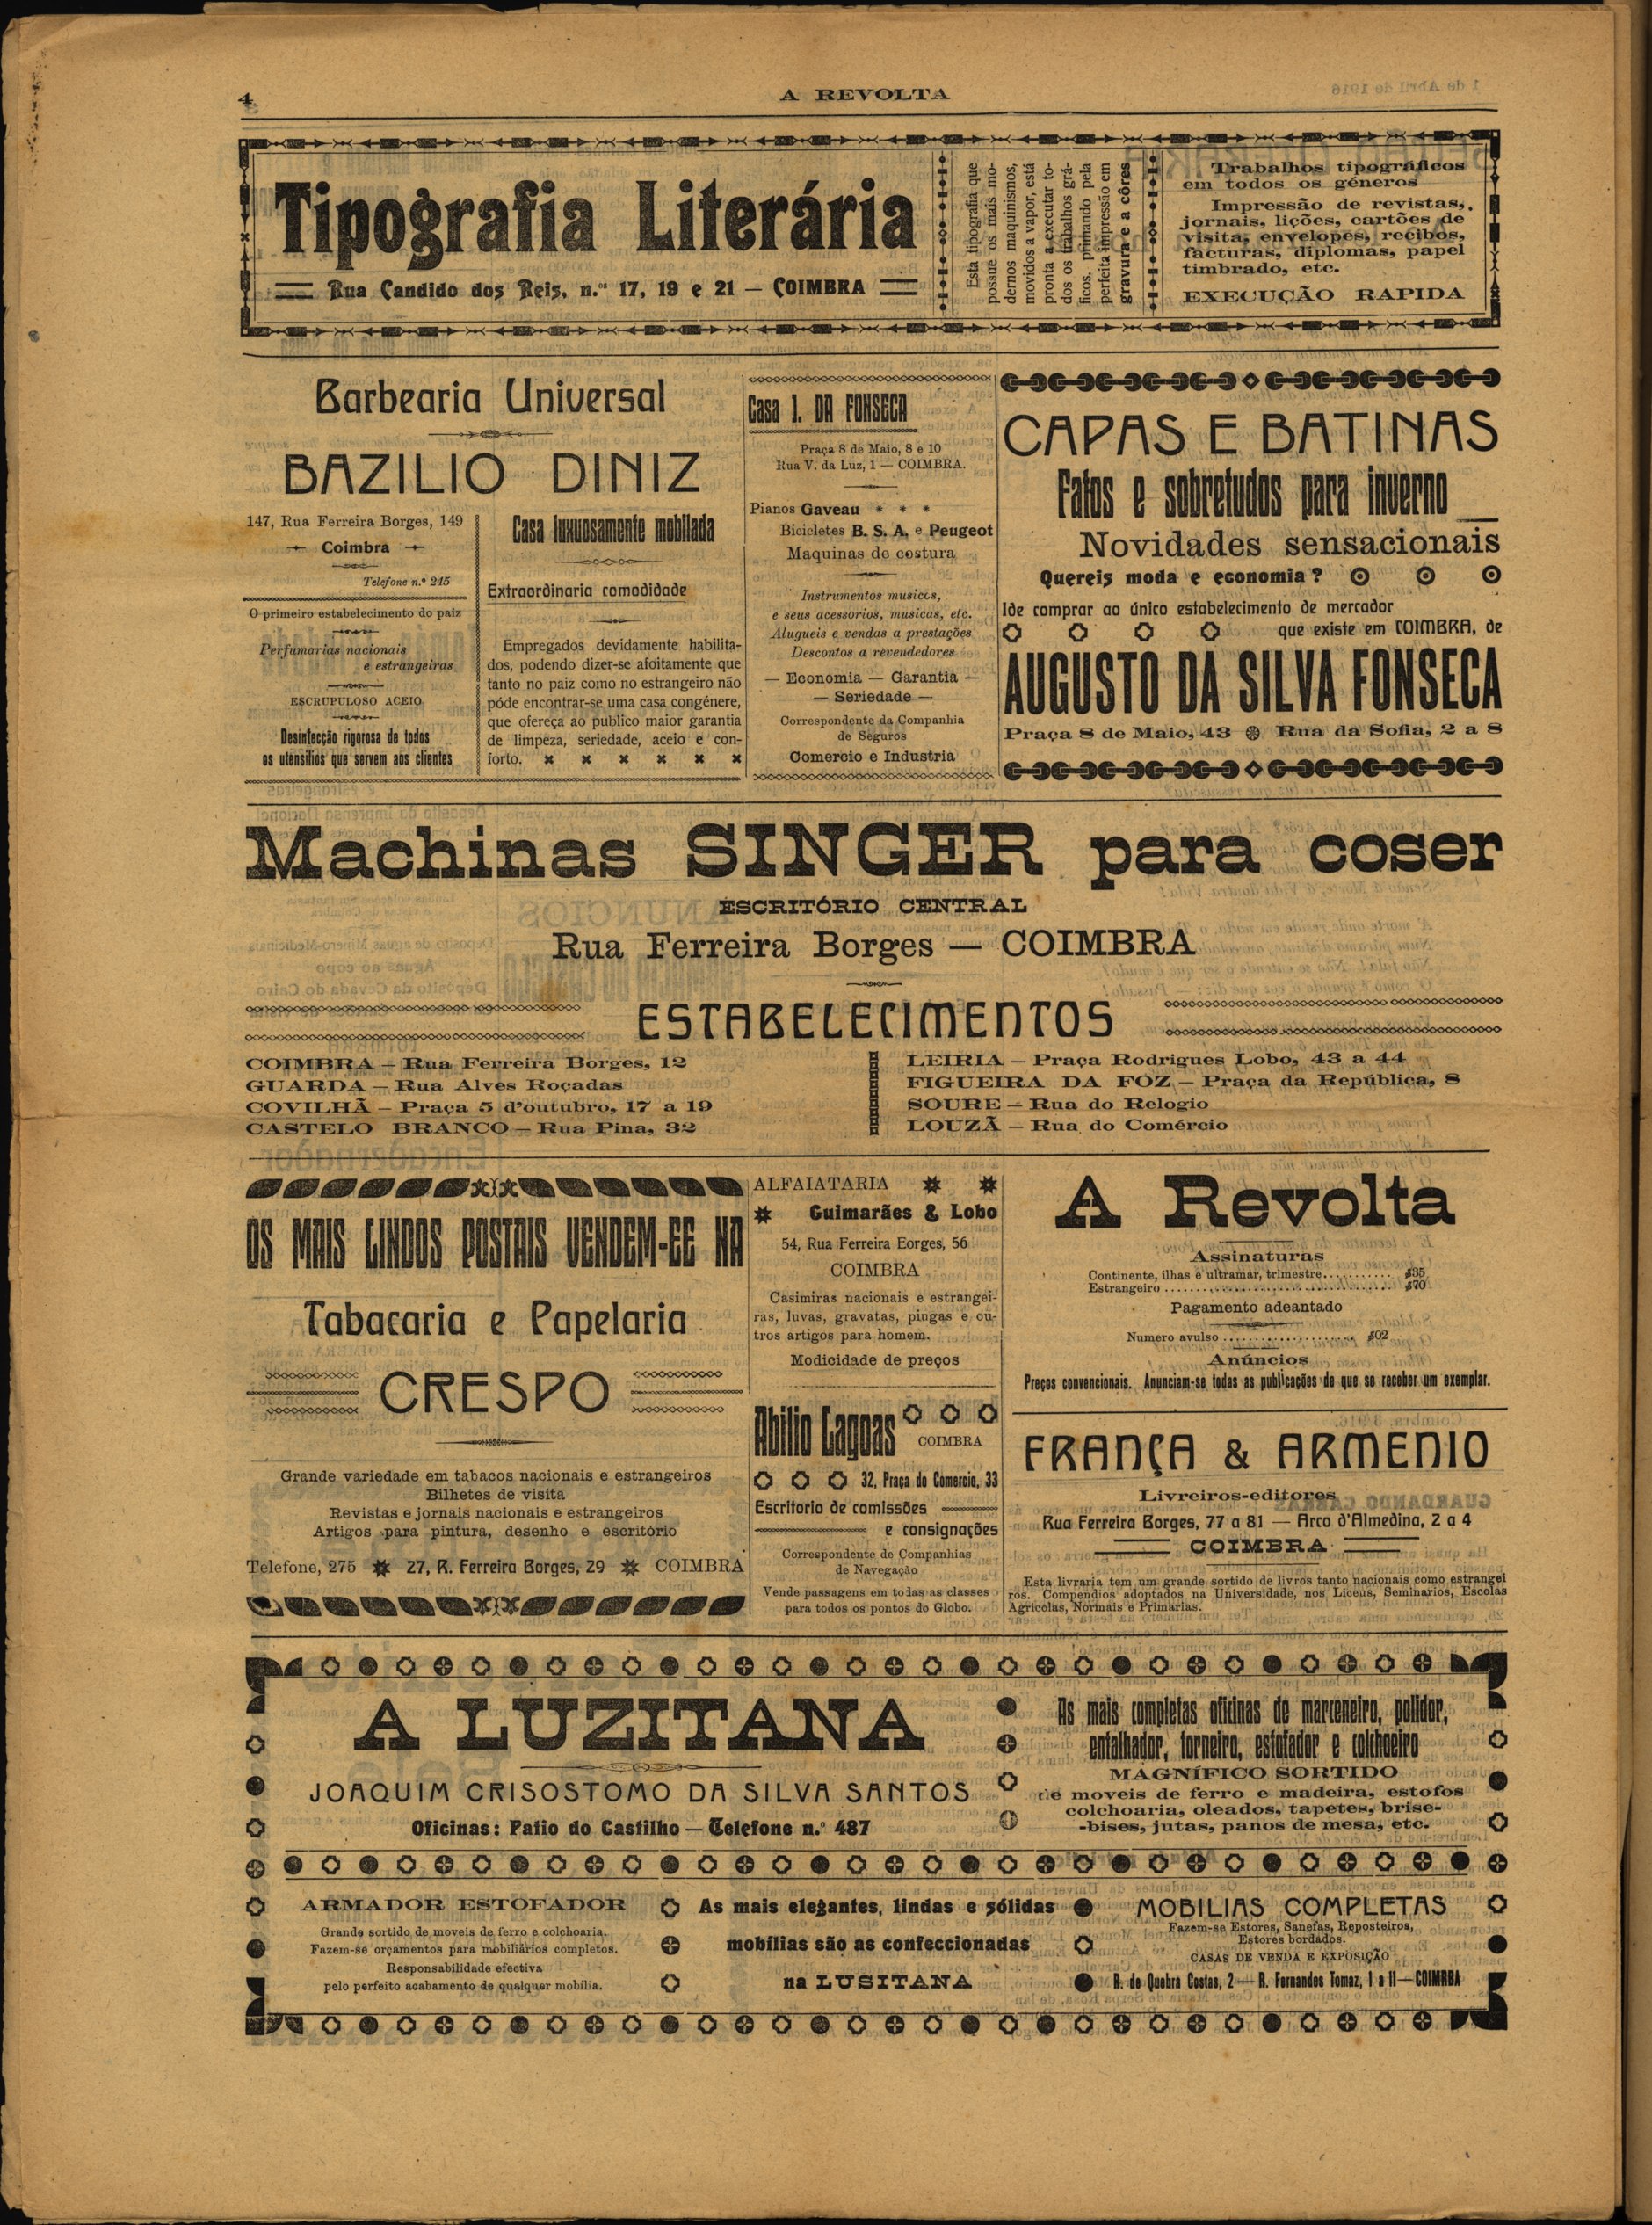 4
A REVOLTA
Tipografia Literária
Rua Candido dos Reis, n.os 17, 19 e 21 — COIMBRA
Esta tipografia que
possue os mais mo-
dernos maquinismos,
movidos a vapor, está
pronta a executar to-
dos os trabalhos grá-
ficos, primando pela
perfeita impressão em
gravura e a côres
Trabalhos tipográficos
em todos os géneros
Impressão de revistas,
jornais, lições, cartões de
visita, envelopes, recibos,
facturas, diplomas, papel
timbrado, etc.
EXECUÇÃO RAPIDA
Barbearia Universal
BAZILIO DINIZ
147, Rua Ferreira Borges, 149
Coimbra
Telefone n.º 245
O primeiro estabelecimento do paiz
Perfumarias nacionais
e estrangeiras
ESCRUPULOSO ACEIO
Desinfecção rigorosa de todos
os utensilios que servem aos clientes
Casa luxuosamente mobilada
Extraordinaria comodidade
Empregados devidamente habilita-
dos, podendo dizer-se afoitamente que
tanto no paiz como no estrangeiro não
póde encontrar-se uma casa congénere,
que ofereça ao publico maior garantia
de limpeza, seriedade, aceio e con-
forto.
Casa J. DA FONSECA
Praça 8 de Maio, 8 e 10
Rua V. da Luz, 1 — COIMBRA.
Pianos Gaveau * * *
Bicicletes B. S. A. e Peugeot
Maquinas de costura
Instrumentos musicos,
e seus acessorios, musicas, etc.
Alugueis e vendas a prestações
Descontos a revendedores
— Economia — Garantia —
— Seriedade —
Correspondente da Companhia
de Seguros
Comercio e Industria
CAPAS E BATINAS
Fatos e sobretudos para inverno
Novidades sensacionais
Quereis moda e economia?
Ide comprar ao único estabelecimento de mercador
que existe em COIMBRA, de
AUGUSTO DA SILVA FONSECA
Praça 8 de Maio, 43 Rua da Sofia, 2 a 8
Machinas SINGER para coser
ESCRITÓRIO CENTRAL
Rua Ferreira Borges — COIMBRA
ESTABELECIMENTOS
COIMBRA — Rua Ferreira Borges, 12
GUARDA — Rua Alves Roçadas
COVILHÃ — Praça 5 d'outubro, 17 a 19
CASTELO BRANCO — Rua Pina, 32
LEIRIA — Praça Rodrigues Lobo, 43 a 44
FIGUEIRA DA FÓZ — Praça da República, 8
SOURE — Rua do Relogio
LOUZÃ — Rua do Comércio
OS MAIS LINDOS POSTAIS VENDEM-EE NA
Tabacaria e Papelaria
CRESPO
Grande variedade em tabacos nacionais e estrangeiros
Bilhetes de visita
Revistas e jornais nacionais e estrangeiros
Artigos para pintura, desenho e escritório
Telefone, 275 27, R. Ferreira Borges, 29 COIMBRA
ALFAIATARIA
Guimarães & Lobo
54, Rua Ferreira Eorges, 56
COIMBRA
Casimiras nacionais e estrangei-
ras, luvas, gravatas, piugas e ou-
tros artigos para homem.
Modicidade de preços
Abilio Lagoas
COIMBRA
32, Praça do Comercio, 33
Escritorio de comissões
e consignações
Correspondente de Companhias
de Navegação
Vende passagens em todas as classes
para todos os pontos do Globo.
A Revolta
Assinaturas
Continente, ilhas e ultramar, trimestre........... $35
Estrangeiro.................................. $70
Pagamento adeantado
Numero avulso .................... $02
Anúncios
Preços convencionais. Anunciam-se todas as publicações de que se receber um exemplar.
FRANÇA & ARMENIO
Livreiros-editores
Rua Ferreira Borges, 77 a 81 — Arco d'Almedina, 2 a 4
COIMBRA
Esta livraria tem um grande sortido de livros tanto nacionais como estrangei
ros. Compendios adoptados na Universidade, nos Liceus, Seminarios, Escolas
Agricolas, Normais e Primarias.
A LUZITANA
JOAQUIM CRISOSTOMO DA SILVA SANTOS
Oficinas: Patio do Castilho — Telefone n.º 487
As mais completas oficinas de marceneiro, polidor,
entalhador, torneiro, estofador e colchoeiro
MAGNÍFICO SORTIDO
de moveis de ferro e madeira, estofos
colchoaria, oleados, tapetes, brise-
-bises, jutas, panos de mesa, etc.
ARMADOR ESTOFADOR
Grande sortido de moveis de ferro e colchoaria.
Fazem-se orçamentos para mobiliários completos.
Responsabilidade efectiva
pelo perfeito acabamento de qualquer mobília.
As mais elegantes, lindas e sólidas
mobílias são as confeccionadas
na LUSITANA
MOBILIAS COMPLETAS
Fazem-se Estores, Sanefas, Reposteiros,
Estores bordados.
CASAS DE VENDA E EXPOSIÇÃO
R. de Quebra Costas, 2 — R. Fernandes Tomaz, I a II — COIMRBA